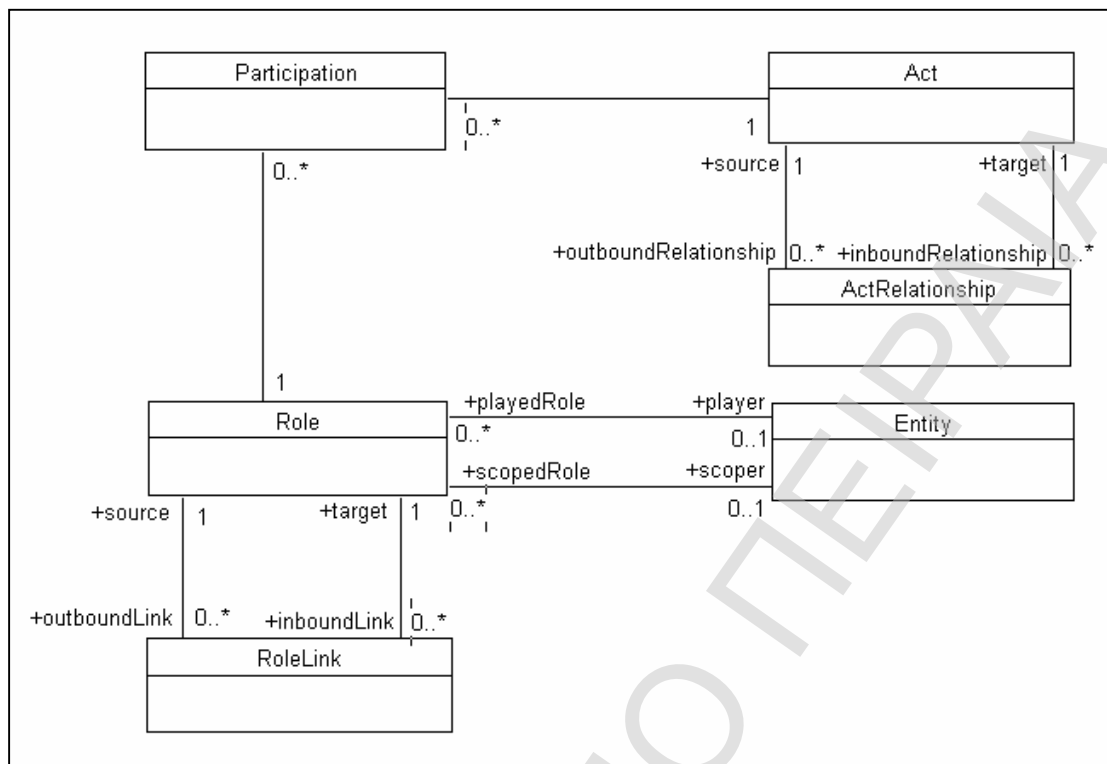 Participation
Act
0..*
1
0..*
+source
1
+target
1
+outboundRelationship
0..*
+inboundRelationship
0..*
ActRelationship
1
+playedRole
+player
Role
Entity
0..*
0..1
+scopedRole
+scoper
+source
1
+target
1
0..*
0..1
+outboundLink
0..*
+inboundLink
0..*
RoleLink
Ο ΠΕΙΡΑΙΑ